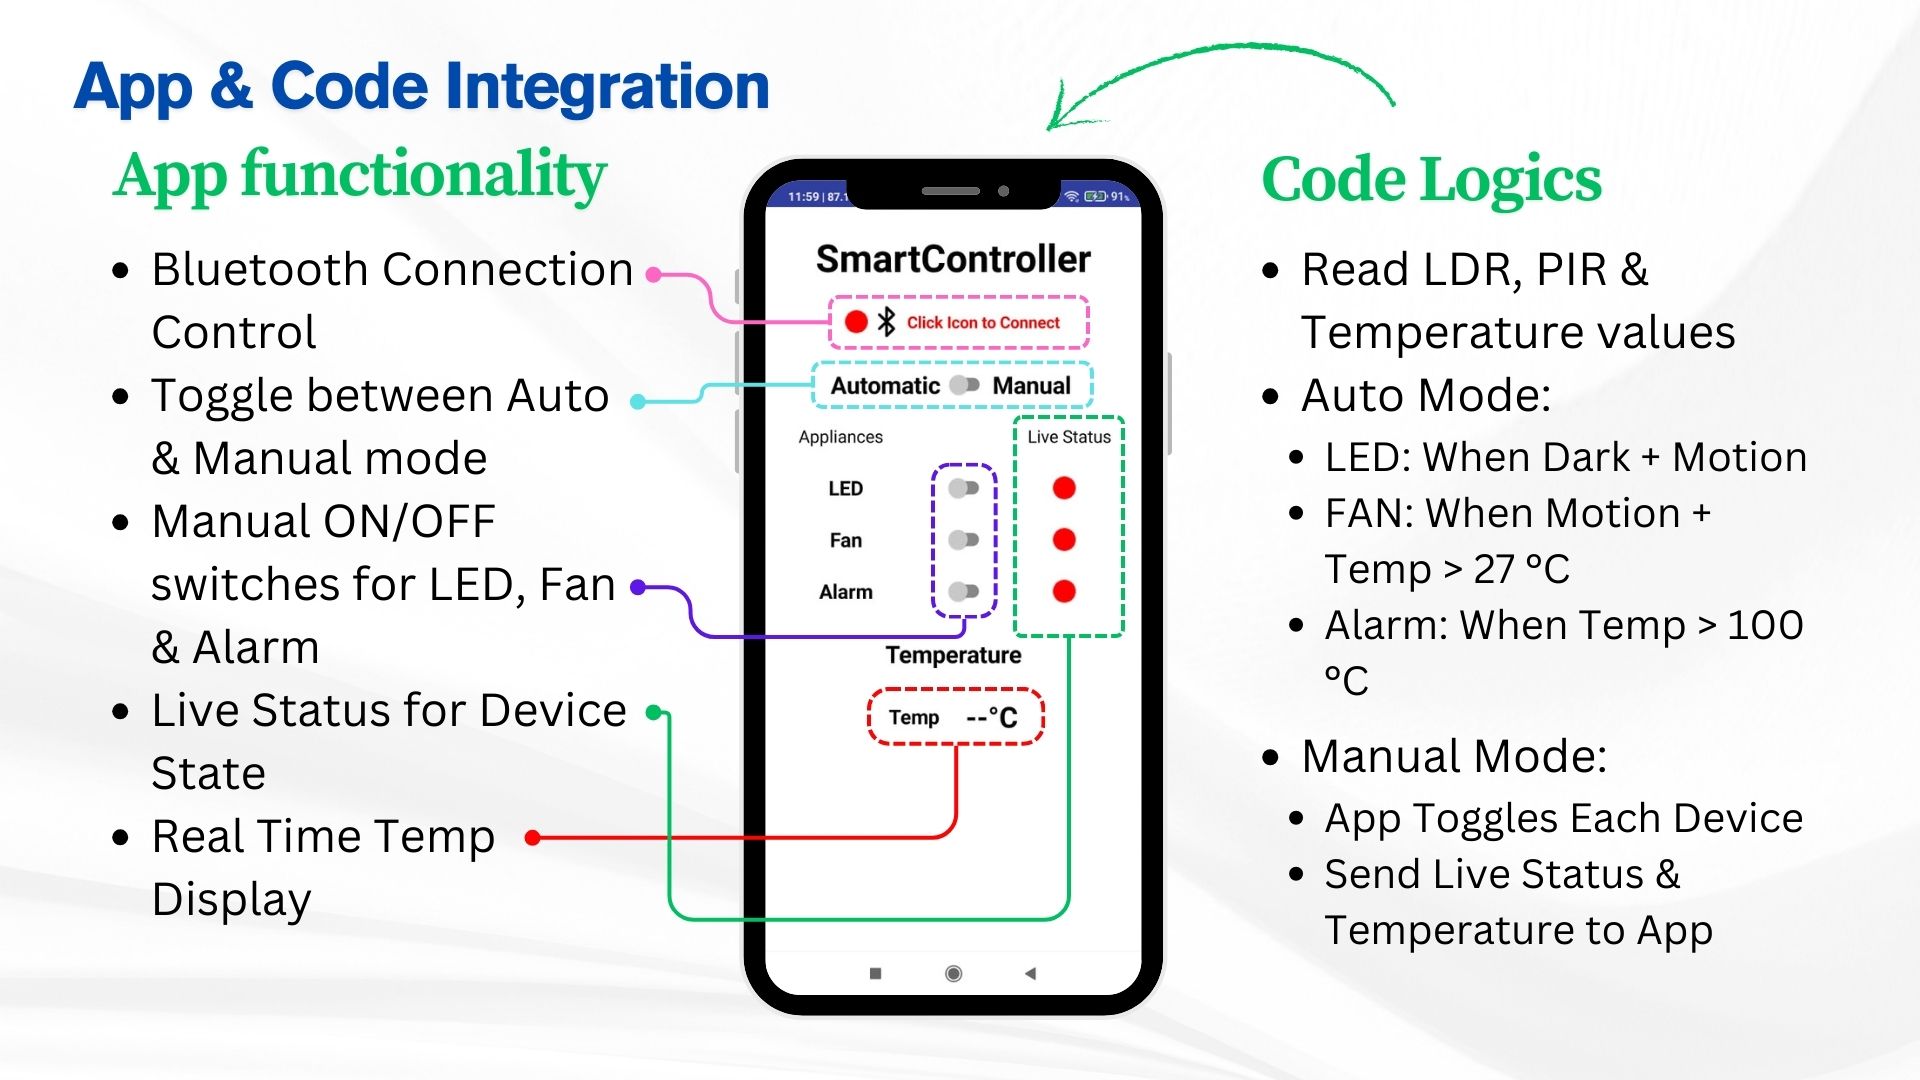 App & Code Integration
App functionality
• Bluetooth Connection
Control
• Toggle between Auto
& Manual mode
• Manual ON/OFF
switches for LED, Fan
& Alarm
• Live Status for Device
State
• Real Time Temp
Display
11:59 | 87.1
91%
SmartController
Click Icon to Connect
Automatic Manual
Appliances Live Status
LED
Fan
Alarm
Temperature
Temp --°C
Code Logics
• Read LDR, PIR &
Temperature values
• Auto Mode:
• LED: When Dark + Motion
• FAN: When Motion +
Temp > 27 °C
• Alarm: When Temp > 100
°C
• Manual Mode:
• App Toggles Each Device
• Send Live Status &
Temperature to App